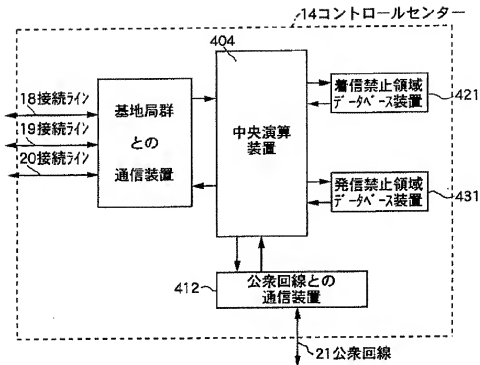 14コントロールセンター
404
18接続ライン
19接続ライン
20接続ライン
基地局群
との
通信装置
中央演算
装置
着信禁止領域
データベース装置
421
発信禁止領域
データベース装置
431
412
公衆回線との
通信装置
21公衆回線